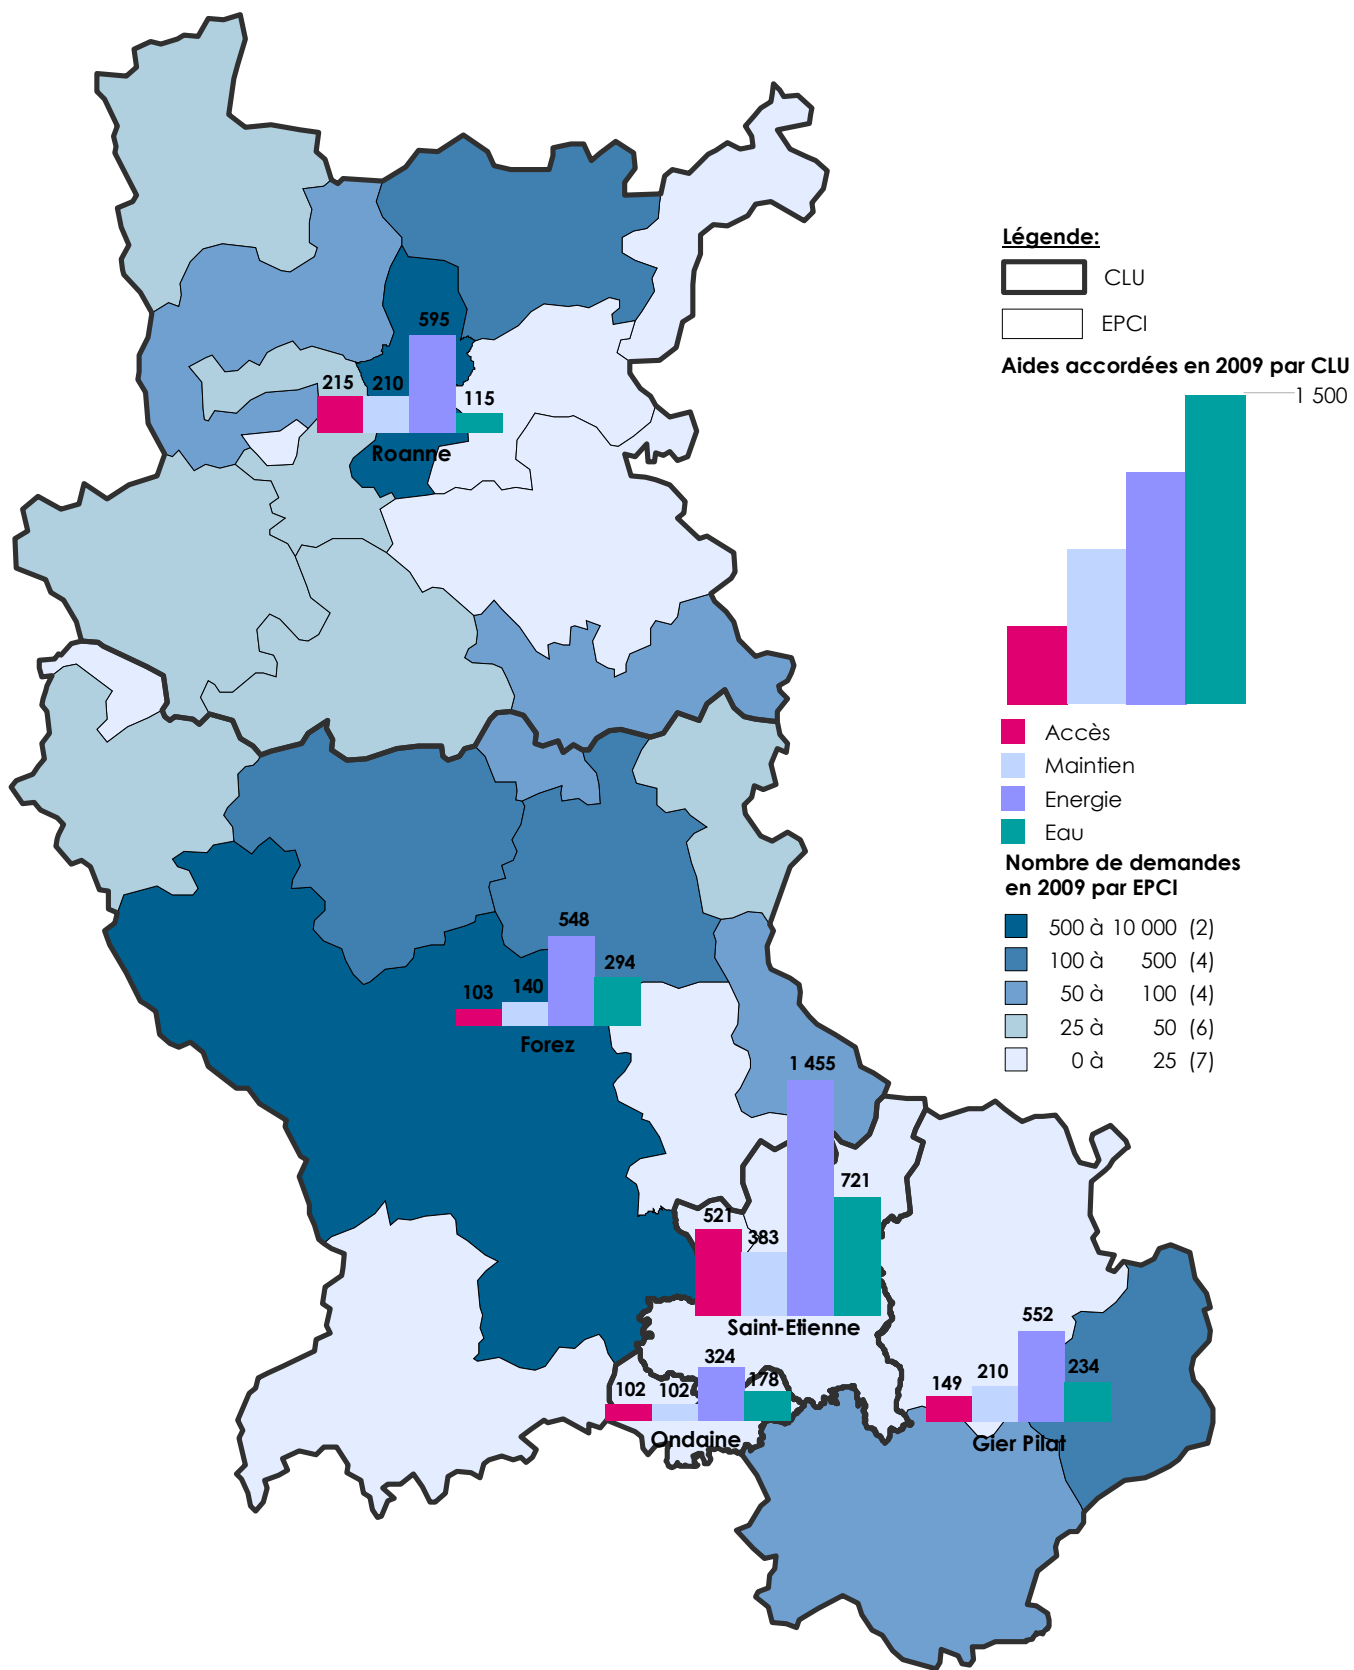 Légende:
CLU
EPCI
Aides accordées en 2009 par CLU
1 500
Accès
Maintien
Energie
Eau
Nombre de demandes
en 2009 par EPCI
500 à 10 000 (2)
100 à 500 (4)
50 à 100 (4)
25 à 50 (6)
0 à 25 (7)
595
215 210 115
Roanne
548
103 140 294
Forez
1 455
721
521
383
Saint-Etienne
324
102 102 178
Ondaine
552
149 210 234
Gier Pilat